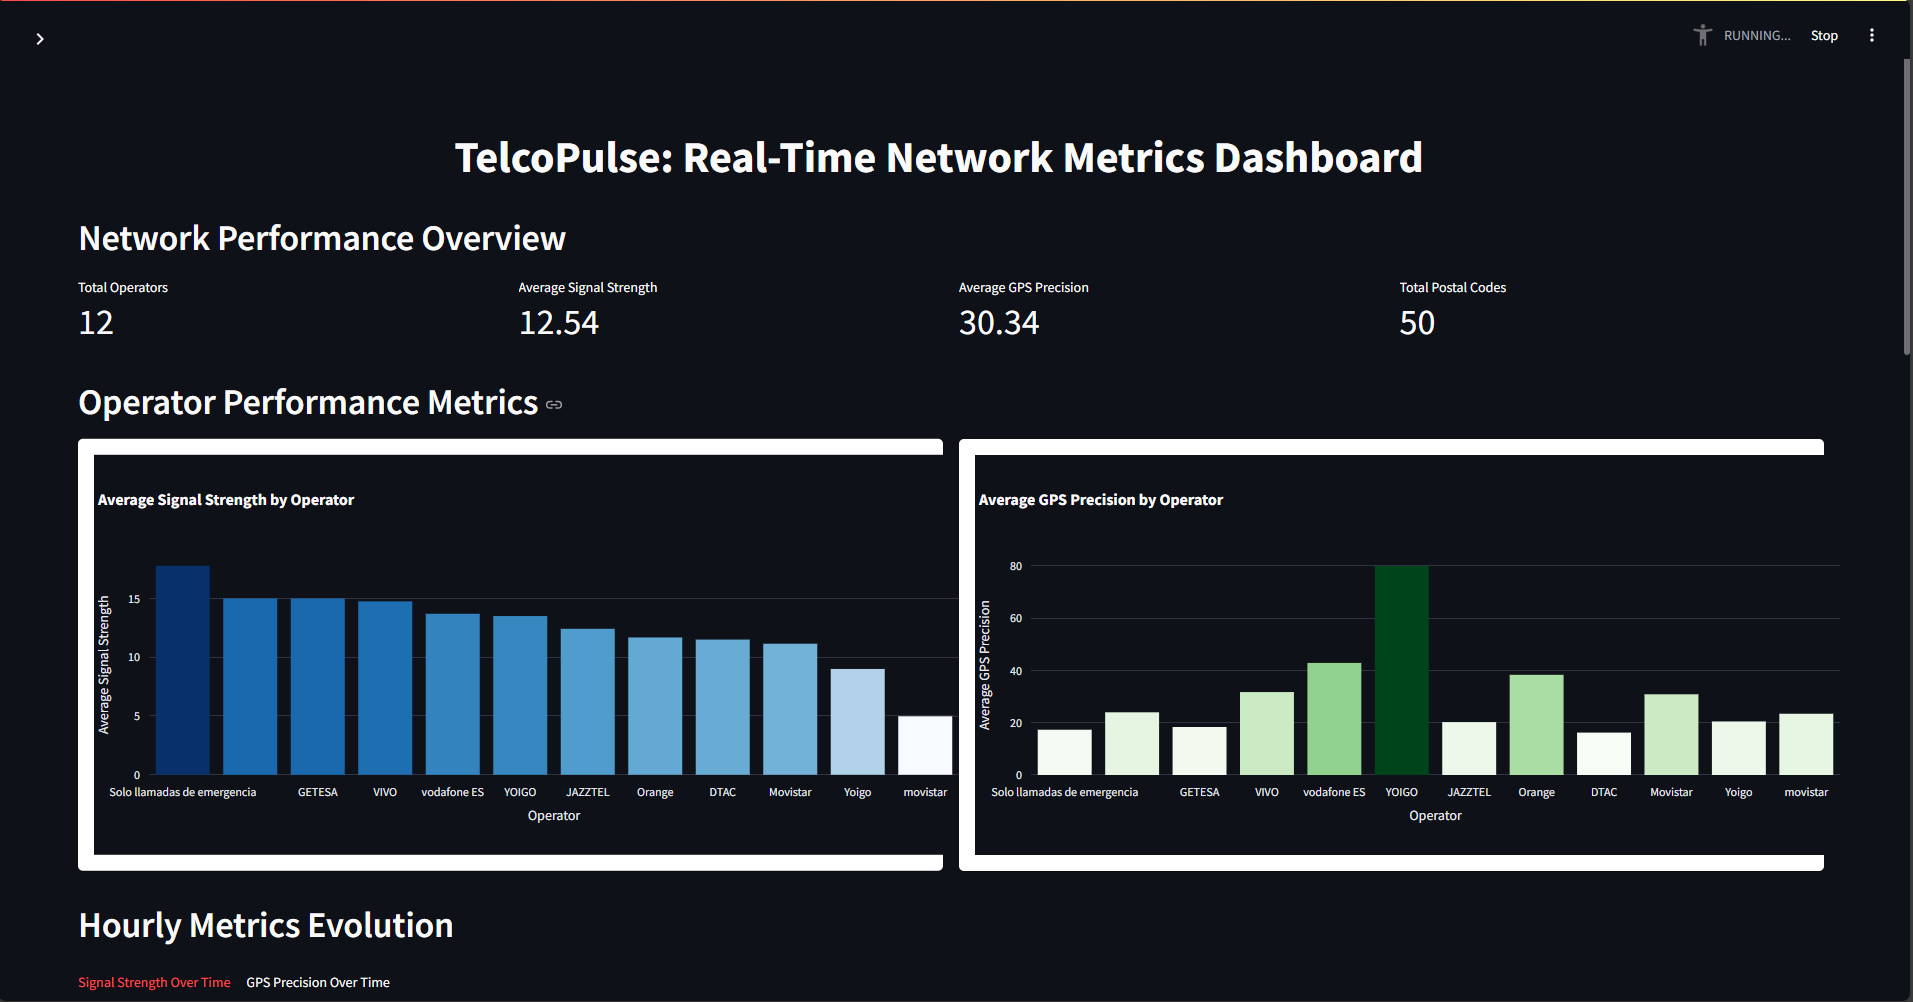 RUNNING...
Stop
TelcoPulse: Real-Time Network Metrics Dashboard
Network Performance Overview
Total Operators
12
Average Signal Strength
12.54
Average GPS Precision
30.34
Total Postal Codes
50
Operator Performance Metrics
Average Signal Strength by Operator
Average Signal Strength
15
10
5
0
Solo llamadas de emergencia GETESA VIVO vodafone ES YOIGO JAZZTEL Orange DTAC Movistar Yoigo movistar
Operator
Average GPS Precision by Operator
Average GPS Precision
80
60
40
20
0
Solo llamadas de emergencia GETESA VIVO vodafone ES YOIGO JAZZTEL Orange DTAC Movistar Yoigo movistar
Operator
Hourly Metrics Evolution
Signal Strength Over Time GPS Precision Over Time